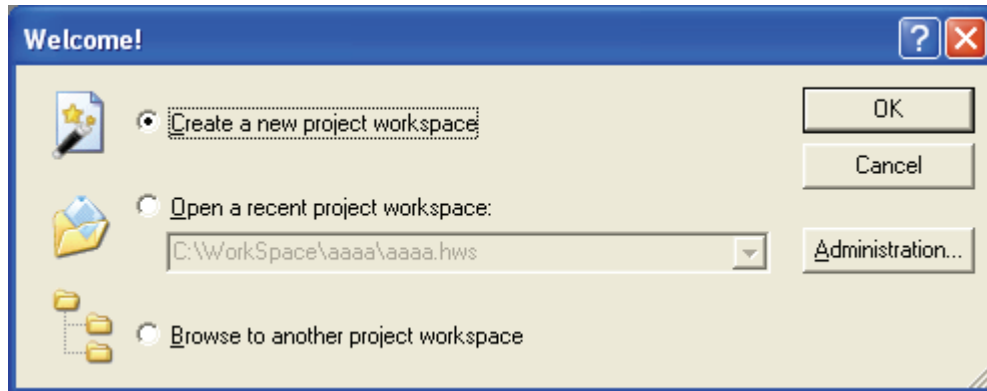 Welcome!
Create a new project workspace
OK
Cancel
Open a recent project workspace:
C:\WorkSpace\aaaa\aaaa.hws
Administration...
Browse to another project workspace